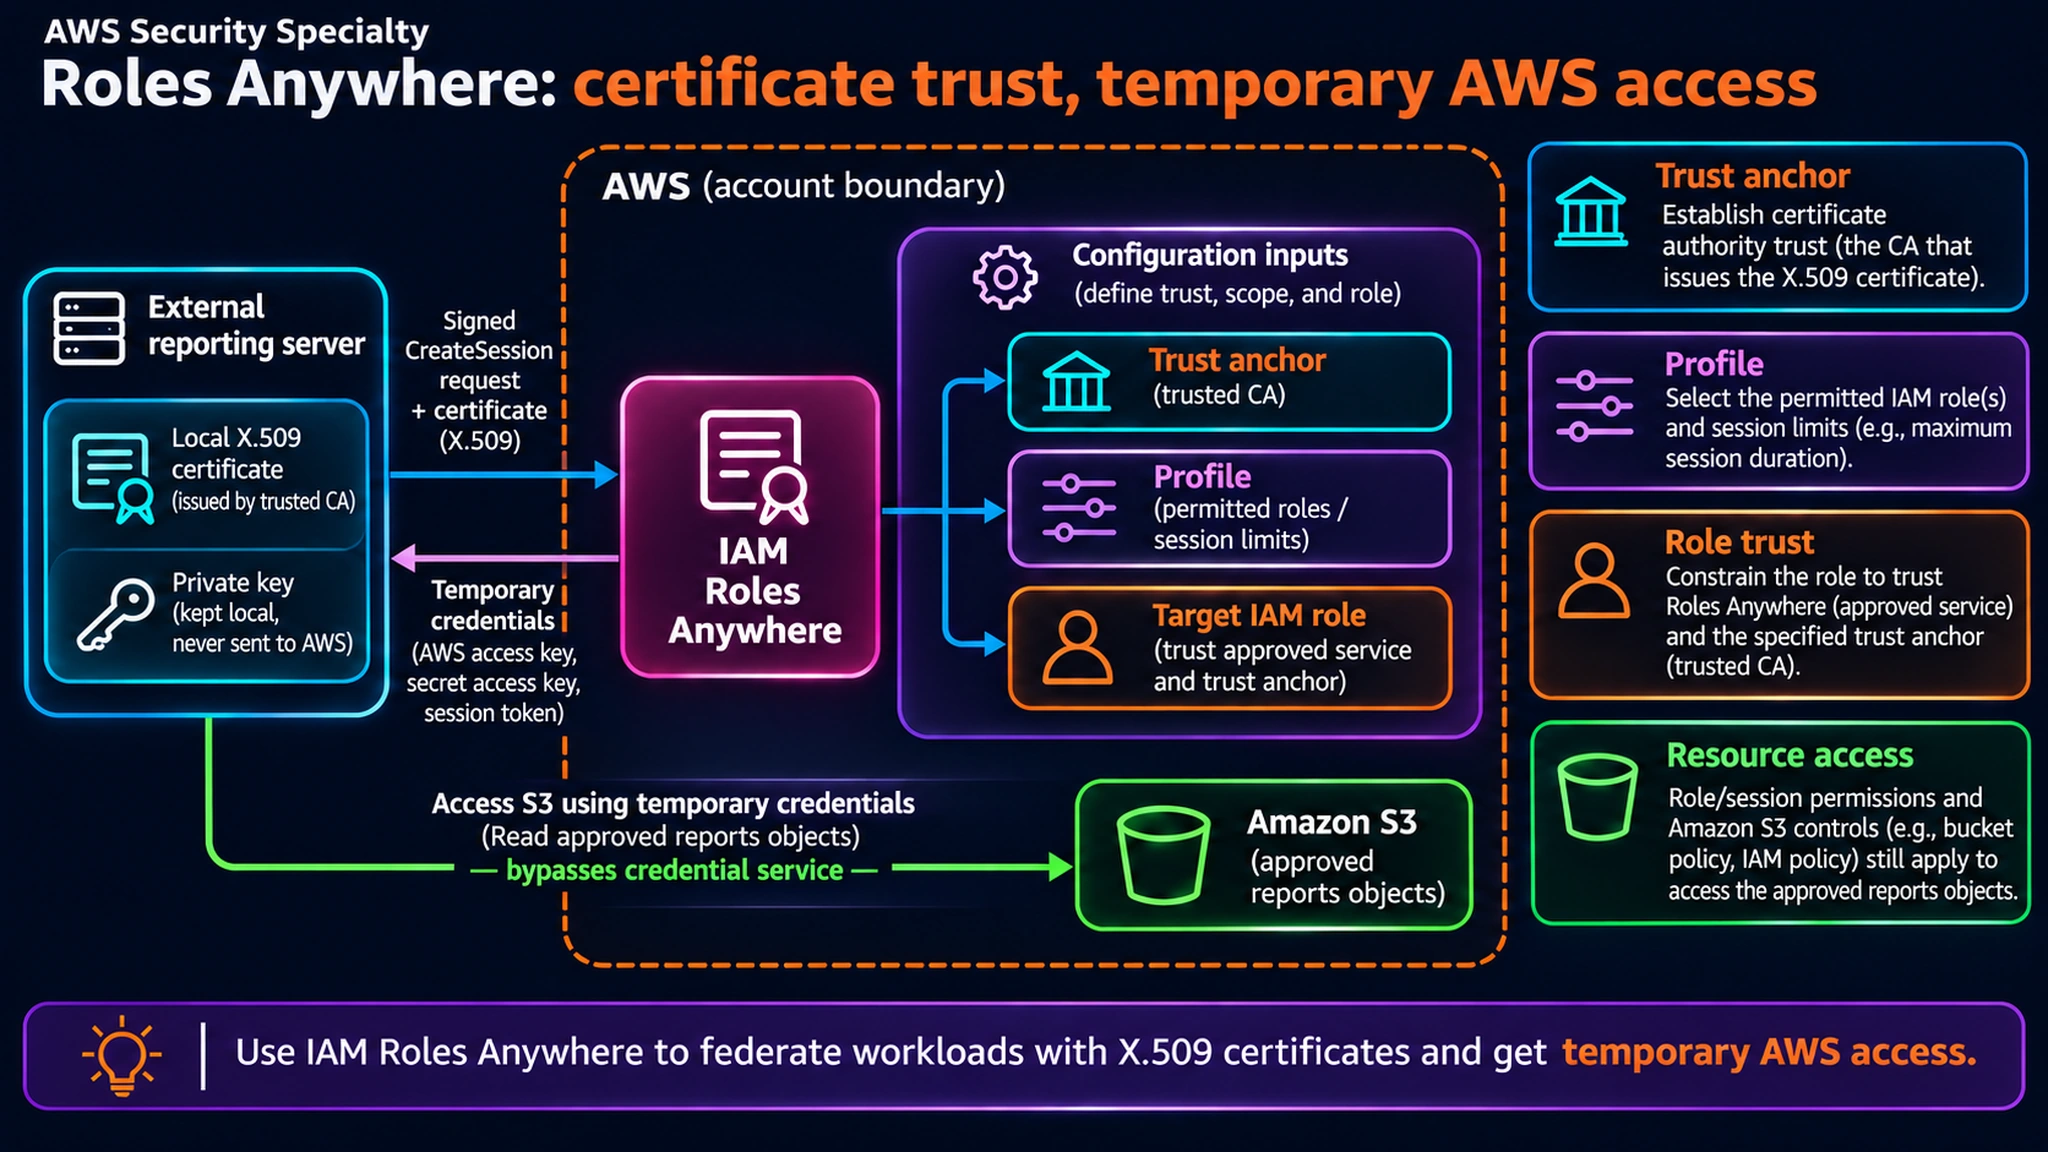 AWS Security Specialty
Roles Anywhere: certificate trust, temporary AWS access
External
reporting server
Local X.509
certificate
(issued by trusted CA)
Private key
(kept local,
never sent to AWS)
Signed
CreateSession
request
+ certificate
(X.509)
Temporary
credentials
(AWS access key,
secret access key,
session token)
AWS (account boundary)
IAM
Roles
Anywhere
Configuration inputs
(define trust, scope, and role)
Trust anchor
(trusted CA)
Profile
(permitted roles /
session limits)
Target IAM role
(trust approved service
and trust anchor)
Access S3 using temporary credentials
(Read approved reports objects)
— bypasses credential service —
Amazon S3
(approved
reports objects)
Trust anchor
Establish certificate
authority trust (the CA that
issues the X.509 certificate).
Profile
Select the permitted IAM role(s)
and session limits (e.g., maximum
session duration).
Role trust
Constrain the role to trust
Roles Anywhere (approved service)
and the specified trust anchor
(trusted CA).
Resource access
Role/session permissions and
Amazon S3 controls (e.g., bucket
policy, IAM policy) still apply to
access the approved reports objects.
Use IAM Roles Anywhere to federate workloads with X.509 certificates and get temporary AWS access.